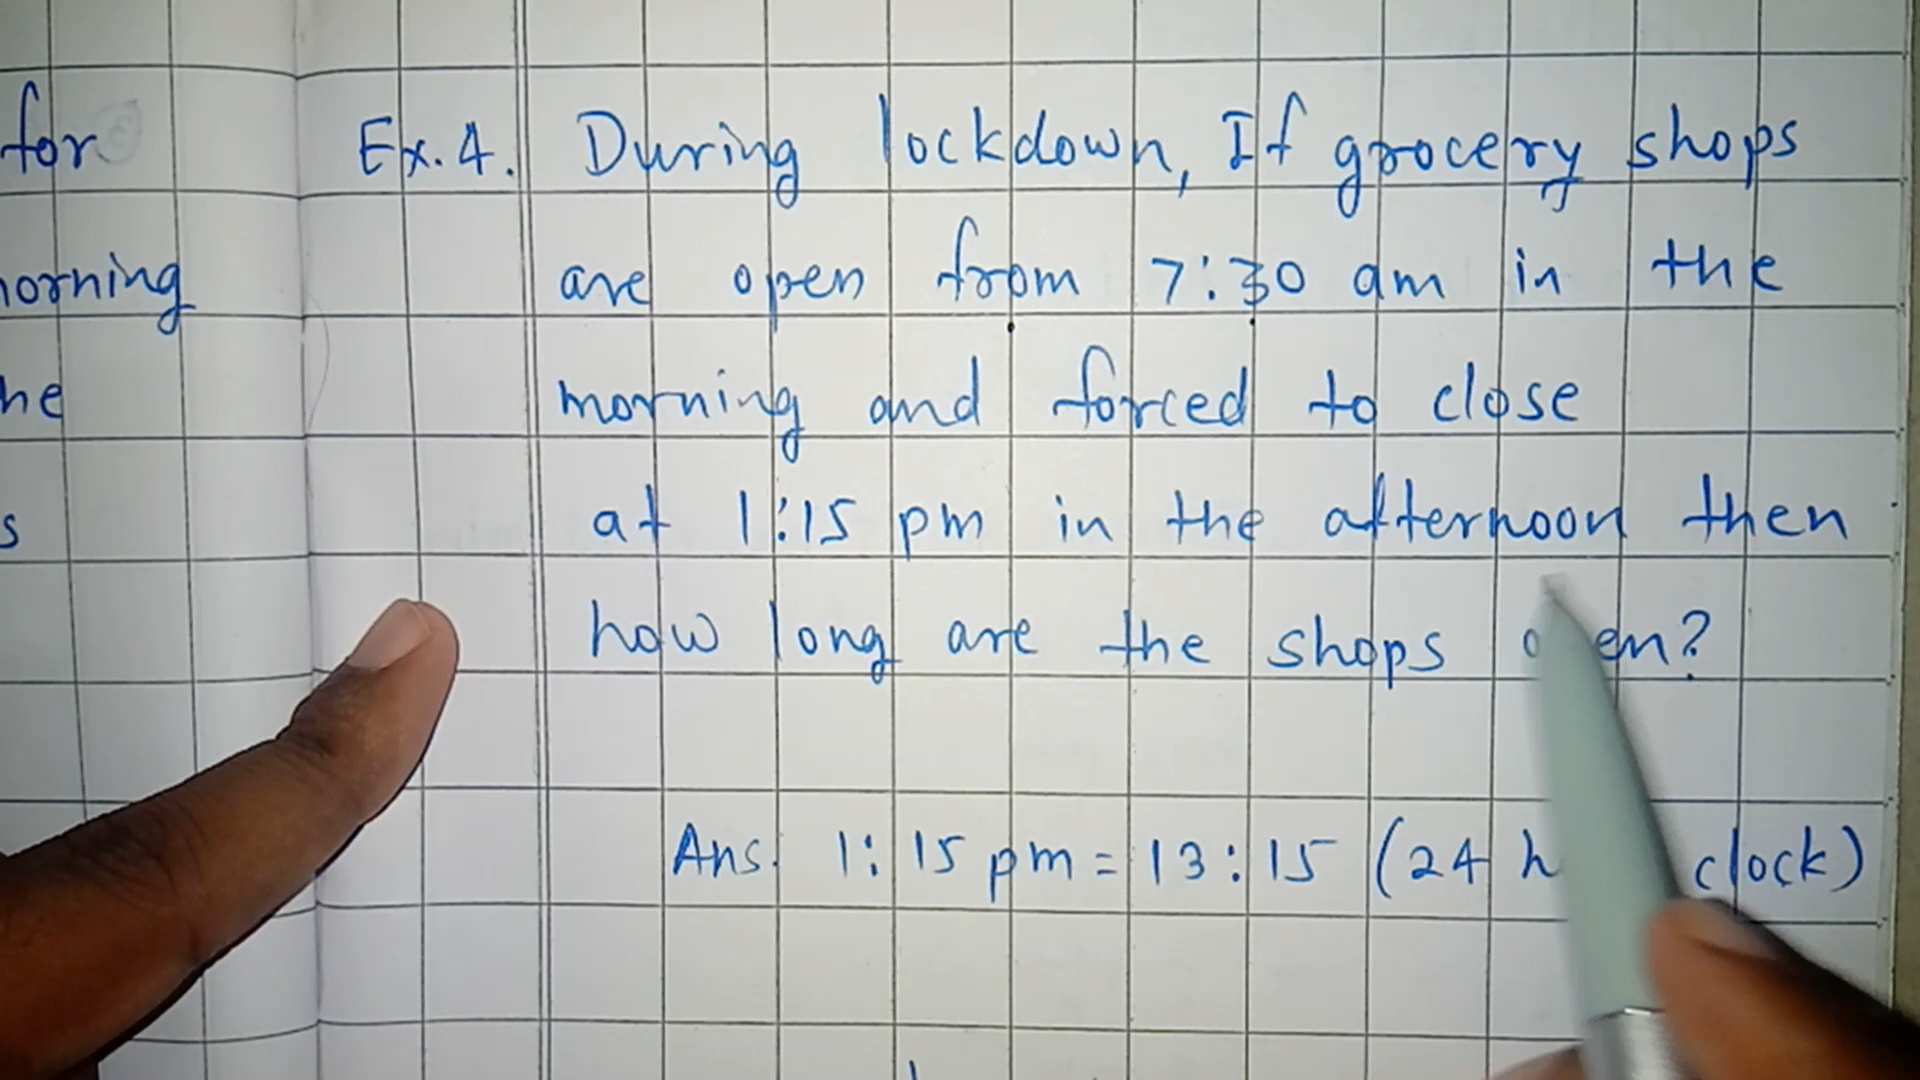 for
Ex.4. During lockdown, If grocery shops
are open from 7:30 am in the
morning and forced to close
he
at 1:15 pm in the afternoon then
s
how long are the shops en?
Ans. 1:15 pm = 13:15 (24 h clock)